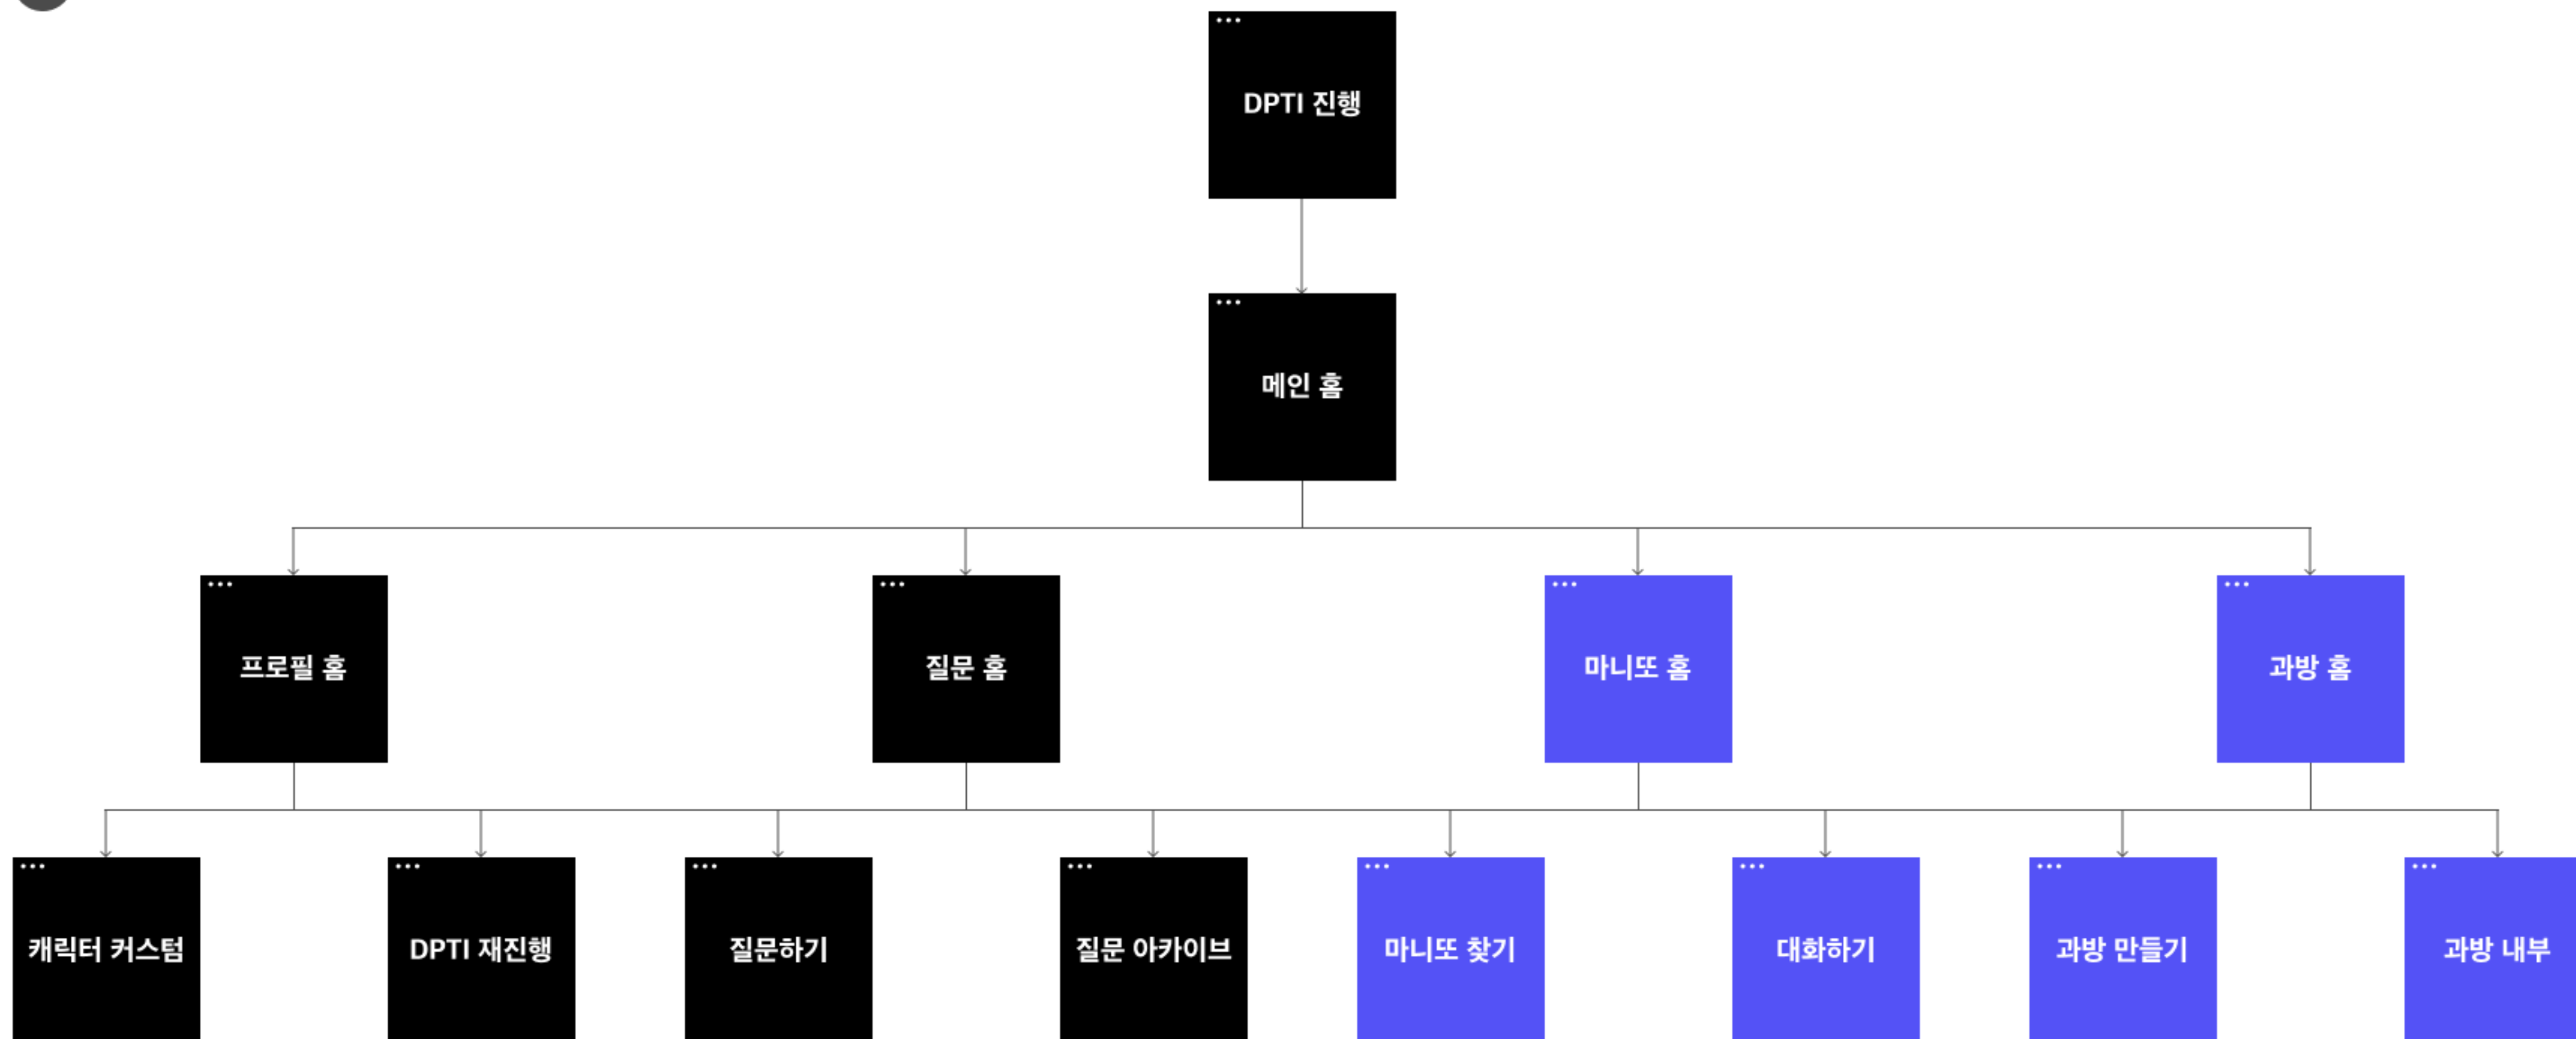 DPTI 진행
메인 홈
프로필 홈
질문 홈
마니또 홈
과방 홈
캐릭터 커스텀
DPTI 재진행
질문하기
질문 아카이브
마니또 찾기
대화하기
과방 만들기
과방 내부